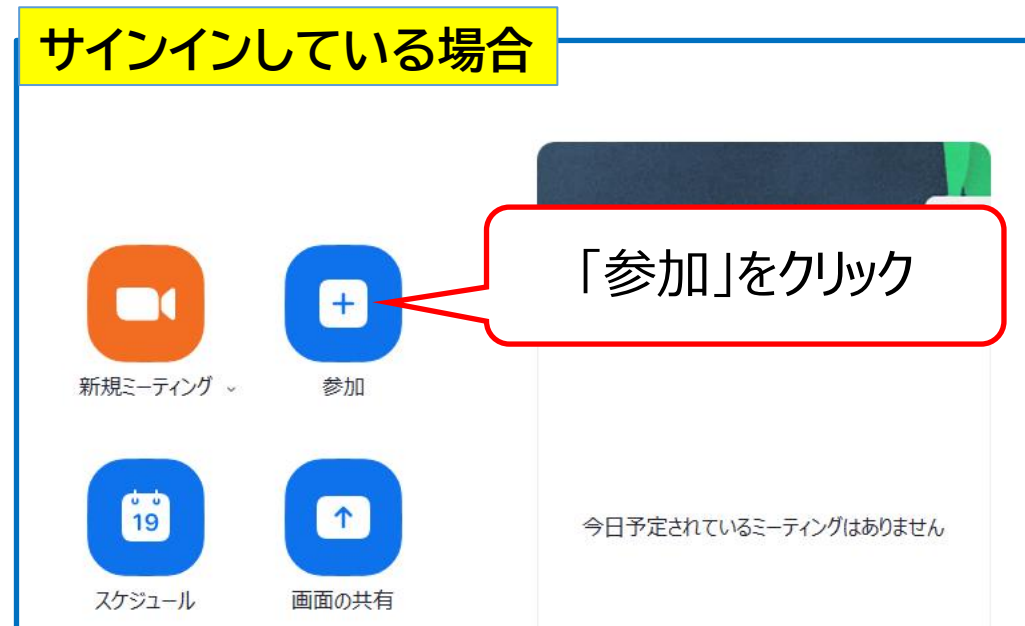 サインインしている場合
「参加」をクリック
新規ミーティング
参加
19
スケジュール
画面の共有
今日予定されているミーティングはありません